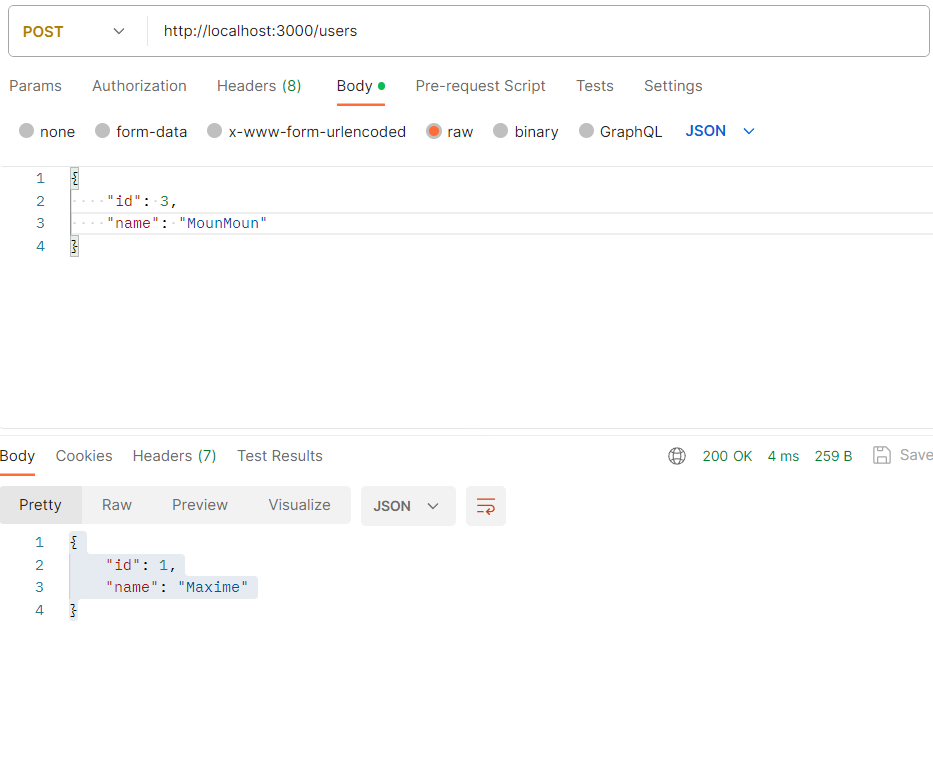 POST http://localhost:3000/users
Params Authorization Headers (8) Body Pre-request Script Tests Settings
none form-data x-www-form-urlencoded raw binary GraphQL JSON
1 {
2 "id": 3,
3 "name": "MounMoun"
4 }
Body Cookies Headers (7) Test Results 200 OK 4 ms 259 B Save
Pretty Raw Preview Visualize JSON
1 {
2 "id": 1,
3 "name": "Maxime"
4 }